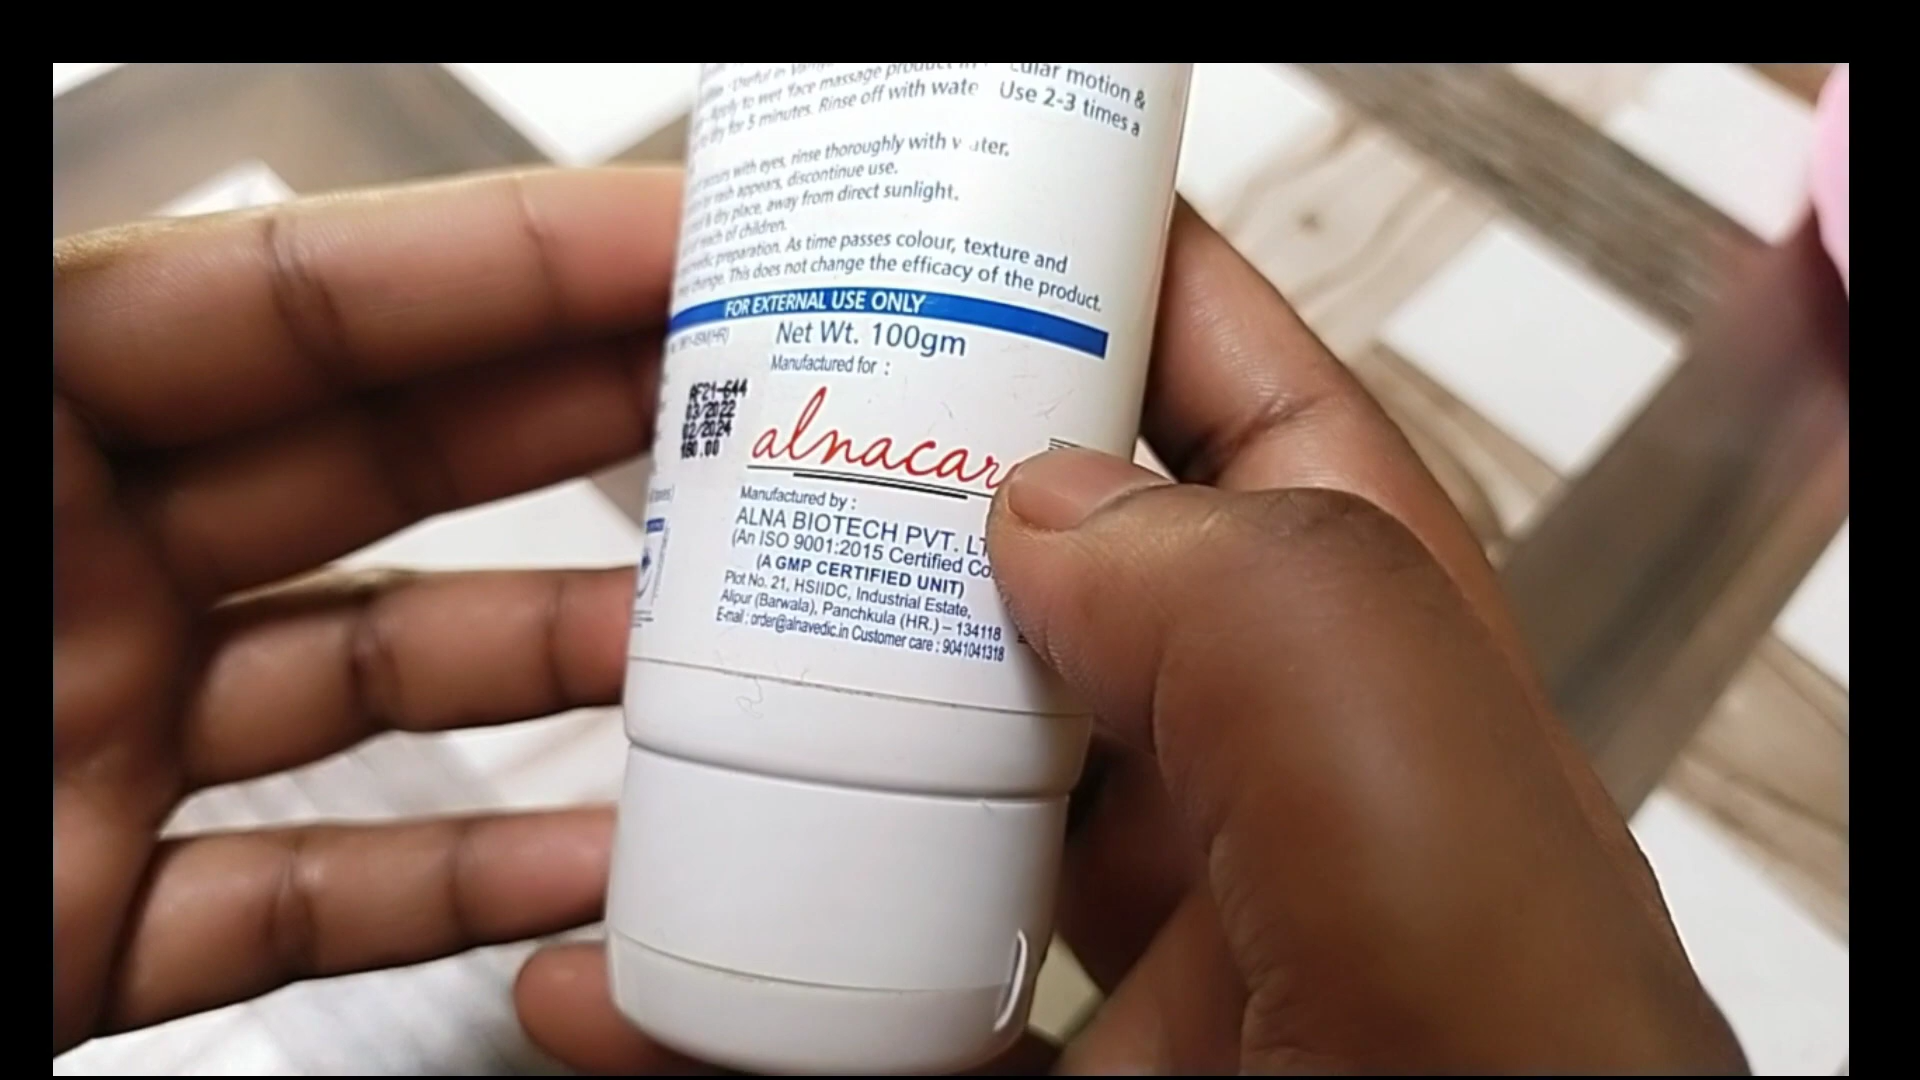 cular motion &
Apply to wet face massage product in
dry for 5 minutes. Rinse off with wate Use 2-3 times a
with eyes, rinse thoroughly with ater.
rash appears, discontinue use.
& dry place, away from direct sunlight.
of children.
preparation. As time passes colour, texture and
change. This does not change the efficacy of the product.
FOR EXTERNAL USE ONLY
Net Wt. 100gm
Manufactured for :
03/2022
02/2024
alnacar
Manufactured by :
ALNA BIOTECH PVT. LT
(An ISO 9001:2015 Certified Co
(A GMP CERTIFIED UNIT)
Plot No. 21, HSIIDC, Industrial Estate,
Alipur (Barwala), Panchkula (HR.) – 134118
E-mail : order@alnavedic.in Customer care : 9041041318